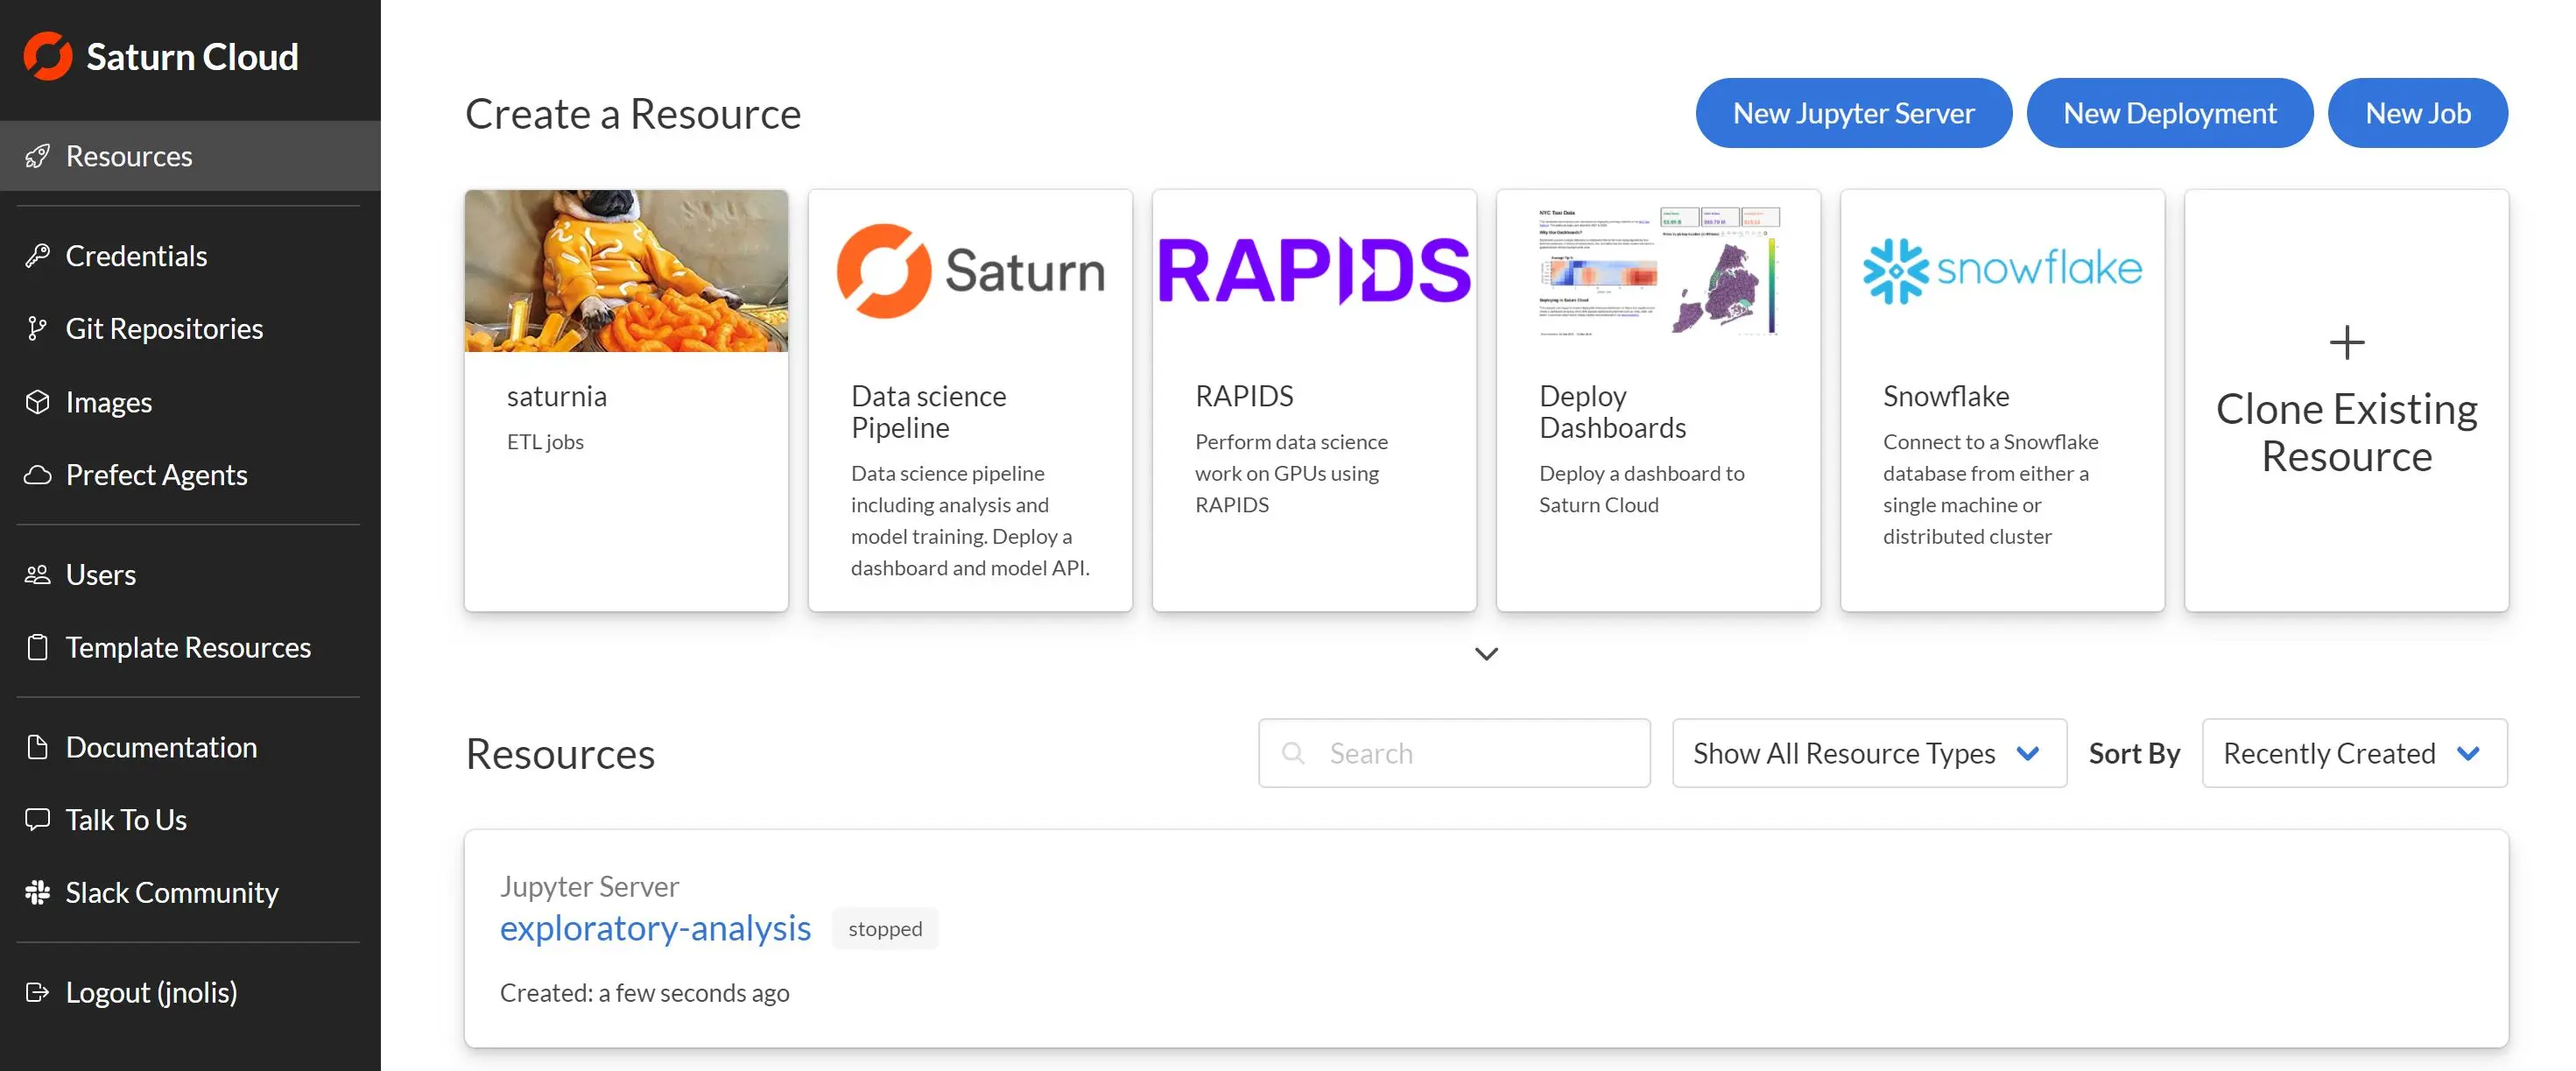 Saturn Cloud
Resources
Credentials
Git Repositories
Images
Prefect Agents
Users
Template Resources
Documentation
Talk To Us
Slack Community
Logout (jnolis)
Create a Resource
New Jupyter Server
New Deployment
New Job
saturnia
ETL jobs
Saturn
Data science
Pipeline
Data science pipeline
including analysis and
model training. Deploy a
dashboard and model API.
RAPIDS
RAPIDS
Perform data science
work on GPUs using
RAPIDS
NYC Taxi Data
Deploy
Dashboards
Deploy a dashboard to
Saturn Cloud
snowflake
Snowflake
Connect to a Snowflake
database from either a
single machine or
distributed cluster
Clone Existing
Resource
Resources
Search
Show All Resource Types
Sort By
Recently Created
Jupyter Server
exploratory-analysis
stopped
Created: a few seconds ago